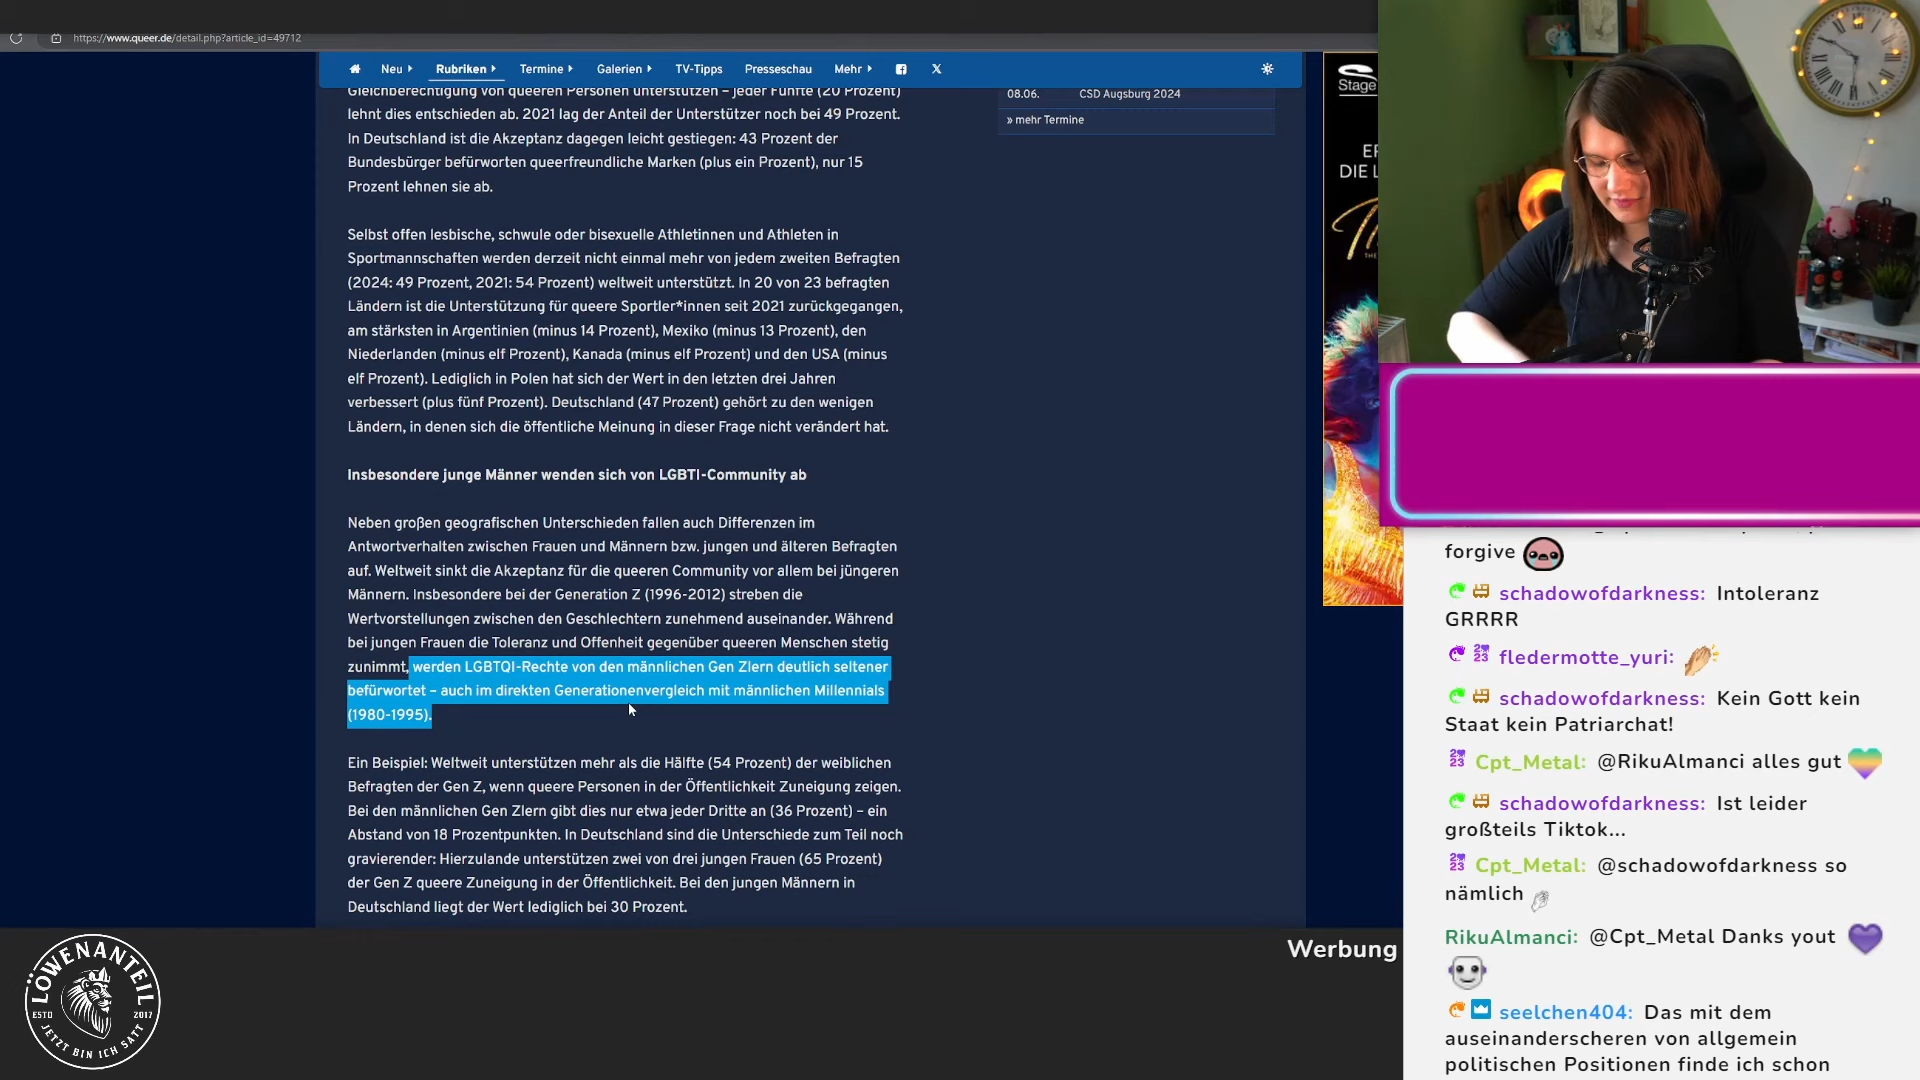 https://www.queer.de/detail.php?article_id=49712
Neu
Rubriken
Termine
Galerien
TV-Tipps
Presseschau
Mehr
Gleichberechtigung von queeren Personen unterstützen – jeder Fünfte (20 Prozent)
lehnt dies entschieden ab. 2021 lag der Anteil der Unterstützer noch bei 49 Prozent.
In Deutschland ist die Akzeptanz dagegen leicht gestiegen: 43 Prozent der
Bundesbürger befürworten queerfreundliche Marken (plus ein Prozent), nur 15
Prozent lehnen sie ab.
Selbst offen lesbische, schwule oder bisexuelle Athletinnen und Athleten in
Sportmannschaften werden derzeit nicht einmal mehr von jedem zweiten Befragten
(2024: 49 Prozent, 2021: 54 Prozent) weltweit unterstützt. In 20 von 23 befragten
Ländern ist die Unterstützung für queere Sportler*innen seit 2021 zurückgegangen,
am stärksten in Argentinien (minus 14 Prozent), Mexiko (minus 13 Prozent), den
Niederlanden (minus elf Prozent), Kanada (minus elf Prozent) und den USA (minus
elf Prozent). Lediglich in Polen hat sich der Wert in den letzten drei Jahren
verbessert (plus fünf Prozent). Deutschland (47 Prozent) gehört zu den wenigen
Ländern, in denen sich die öffentliche Meinung in dieser Frage nicht verändert hat.
Insbesondere junge Männer wenden sich von LGBTI-Community ab
Neben großen geografischen Unterschieden fallen auch Differenzen im
Antwortverhalten zwischen Frauen und Männern bzw. jungen und älteren Befragten
auf. Weltweit sinkt die Akzeptanz für die queeren Community vor allem bei jüngeren
Männern. Insbesondere bei der Generation Z (1996-2012) streben die
Wertvorstellungen zwischen den Geschlechtern zunehmend auseinander. Während
bei jungen Frauen die Toleranz und Offenheit gegenüber queeren Menschen stetig
zunimmt, werden LGBTQI-Rechte von den männlichen Gen Zlern deutlich seltener
befürwortet – auch im direkten Generationenvergleich mit männlichen Millennials
(1980-1995).
Ein Beispiel: Weltweit unterstützen mehr als die Hälfte (54 Prozent) der weiblichen
Befragten der Gen Z, wenn queere Personen in der Öffentlichkeit Zuneigung zeigen.
Bei den männlichen Gen Zlern gibt dies nur etwa jeder Dritte an (36 Prozent) – ein
Abstand von 18 Prozentpunkten. In Deutschland sind die Unterschiede zum Teil noch
gravierender: Hierzulande unterstützen zwei von drei jungen Frauen (65 Prozent)
der Gen Z queere Zuneigung in der Öffentlichkeit. Bei den jungen Männern in
Deutschland liegt der Wert lediglich bei 30 Prozent.
08.06. CSD Augsburg 2024
» mehr Termine
Stage
DIE L
forgive
schadowofdarkness: Intoleranz
GRRRR
fledermotte_yuri:
schadowofdarkness: Kein Gott kein
Staat kein Patriarchat!
Cpt_Metal: @RikuAlmanci alles gut
schadowofdarkness: Ist leider
großteils Tiktok...
Cpt_Metal: @schadowofdarkness so
nämlich
RikuAlmanci: @Cpt_Metal Danks yout
seelchen404: Das mit dem
auseinanderscheren von allgemein
politischen Positionen finde ich schon
Werbung
LÖWENANTEIL
ESTD 2017
JETZT BIN ICH SATT